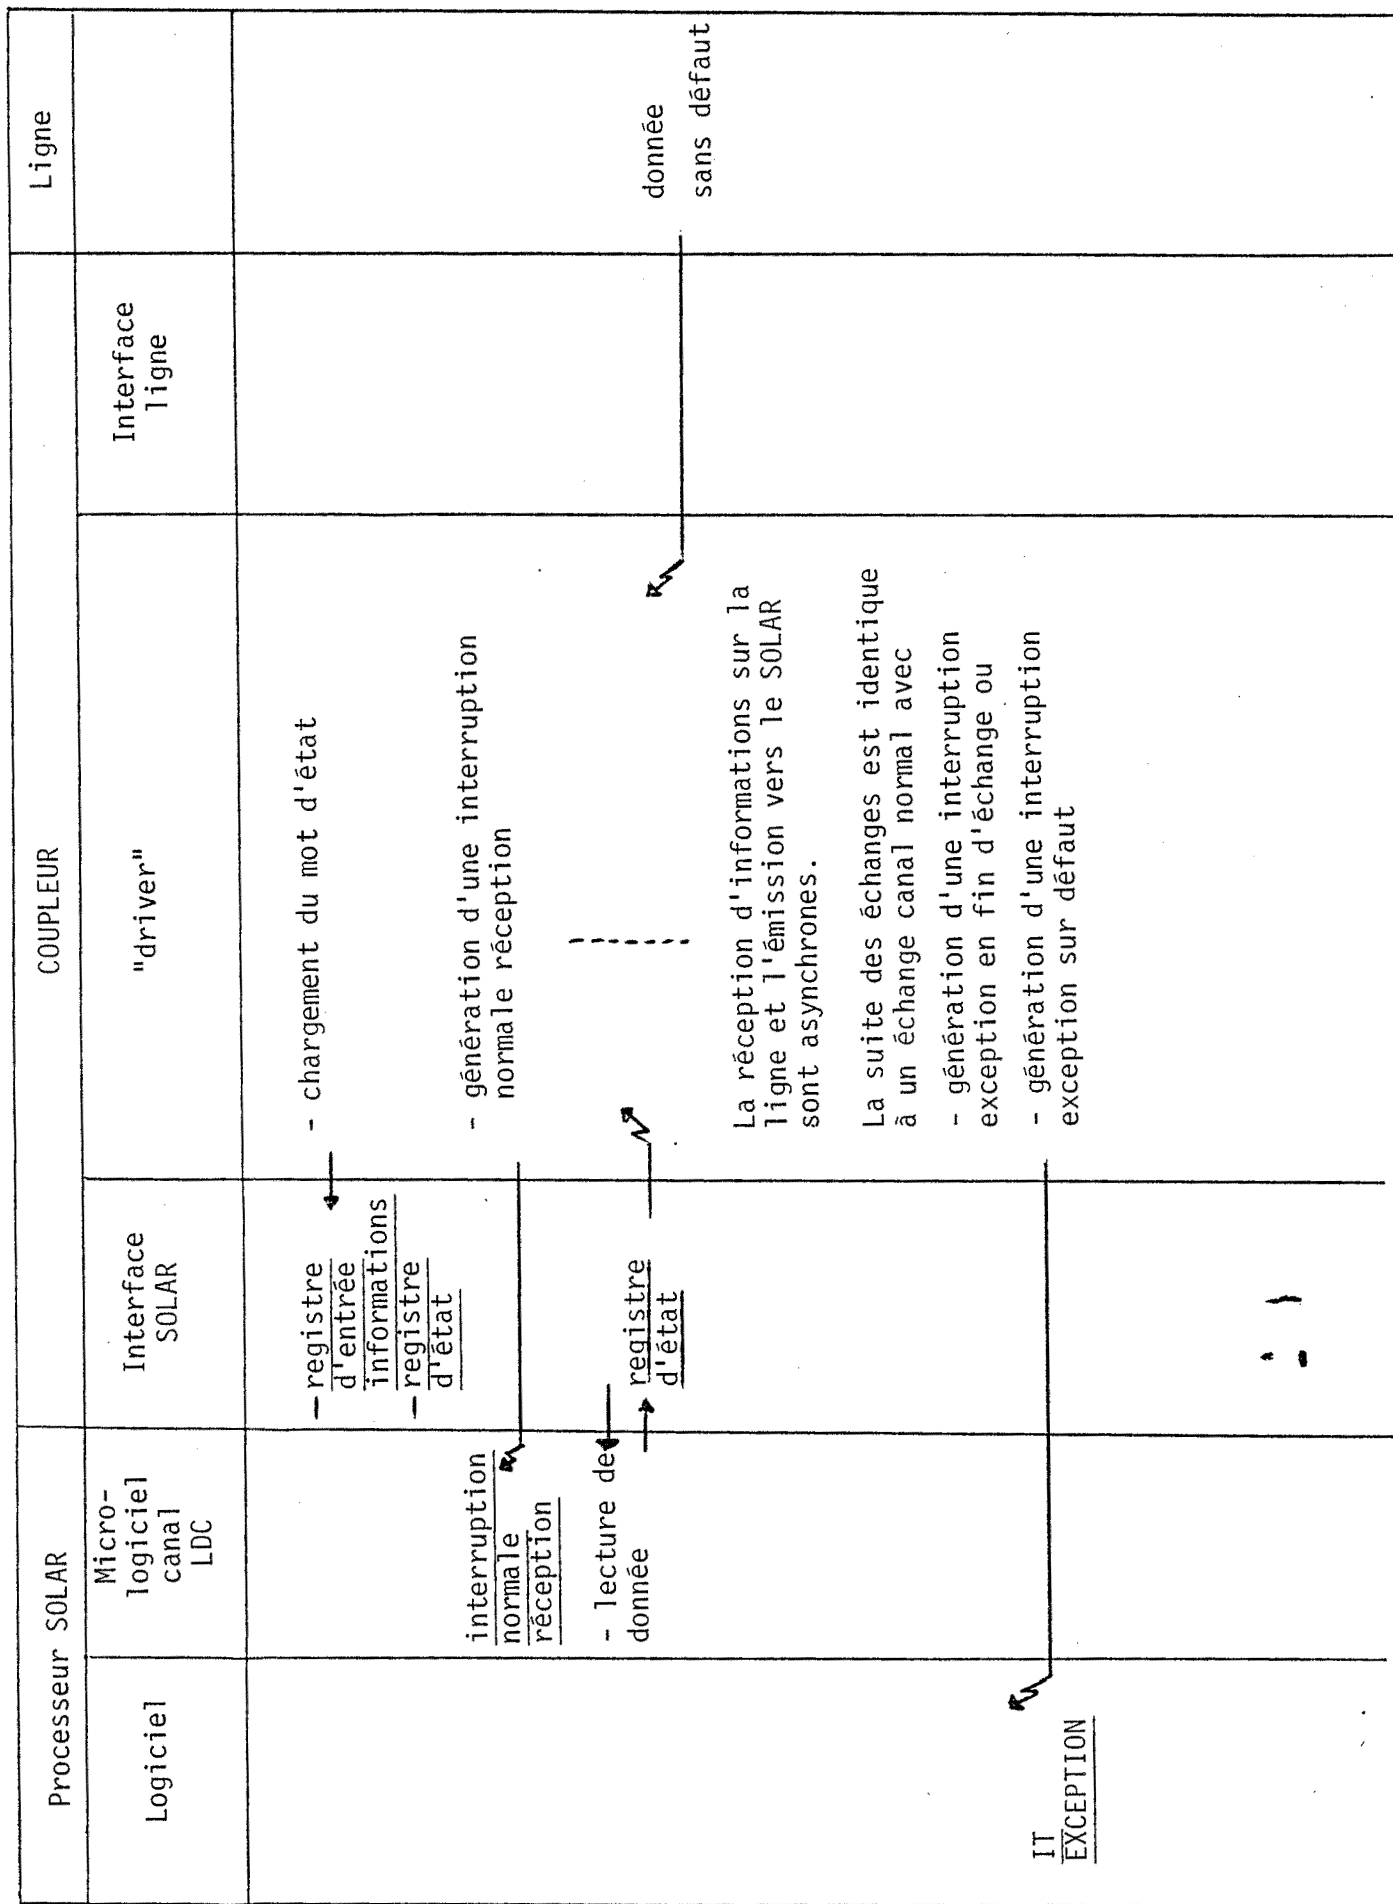 Processeur SOLAR
COUPLEUR
Ligne
Logiciel
Micro-
logiciel
canal
LDC
Interface
SOLAR
"driver"
Interface
ligne
registre
d'entrée
informations
registre
d'état
- chargement du mot d'état
interruption
normale
réception
- génération d'une interruption
normale réception
- lecture de
donnée
registre
d'état
donnée
sans défaut
La réception d'informations sur la
ligne et l'émission vers le SOLAR
sont asynchrones.
La suite des échanges est identique
à un échange canal normal avec
- génération d'une interruption
exception en fin d'échange ou
- génération d'une interruption
exception sur défaut
IT
EXCEPTION